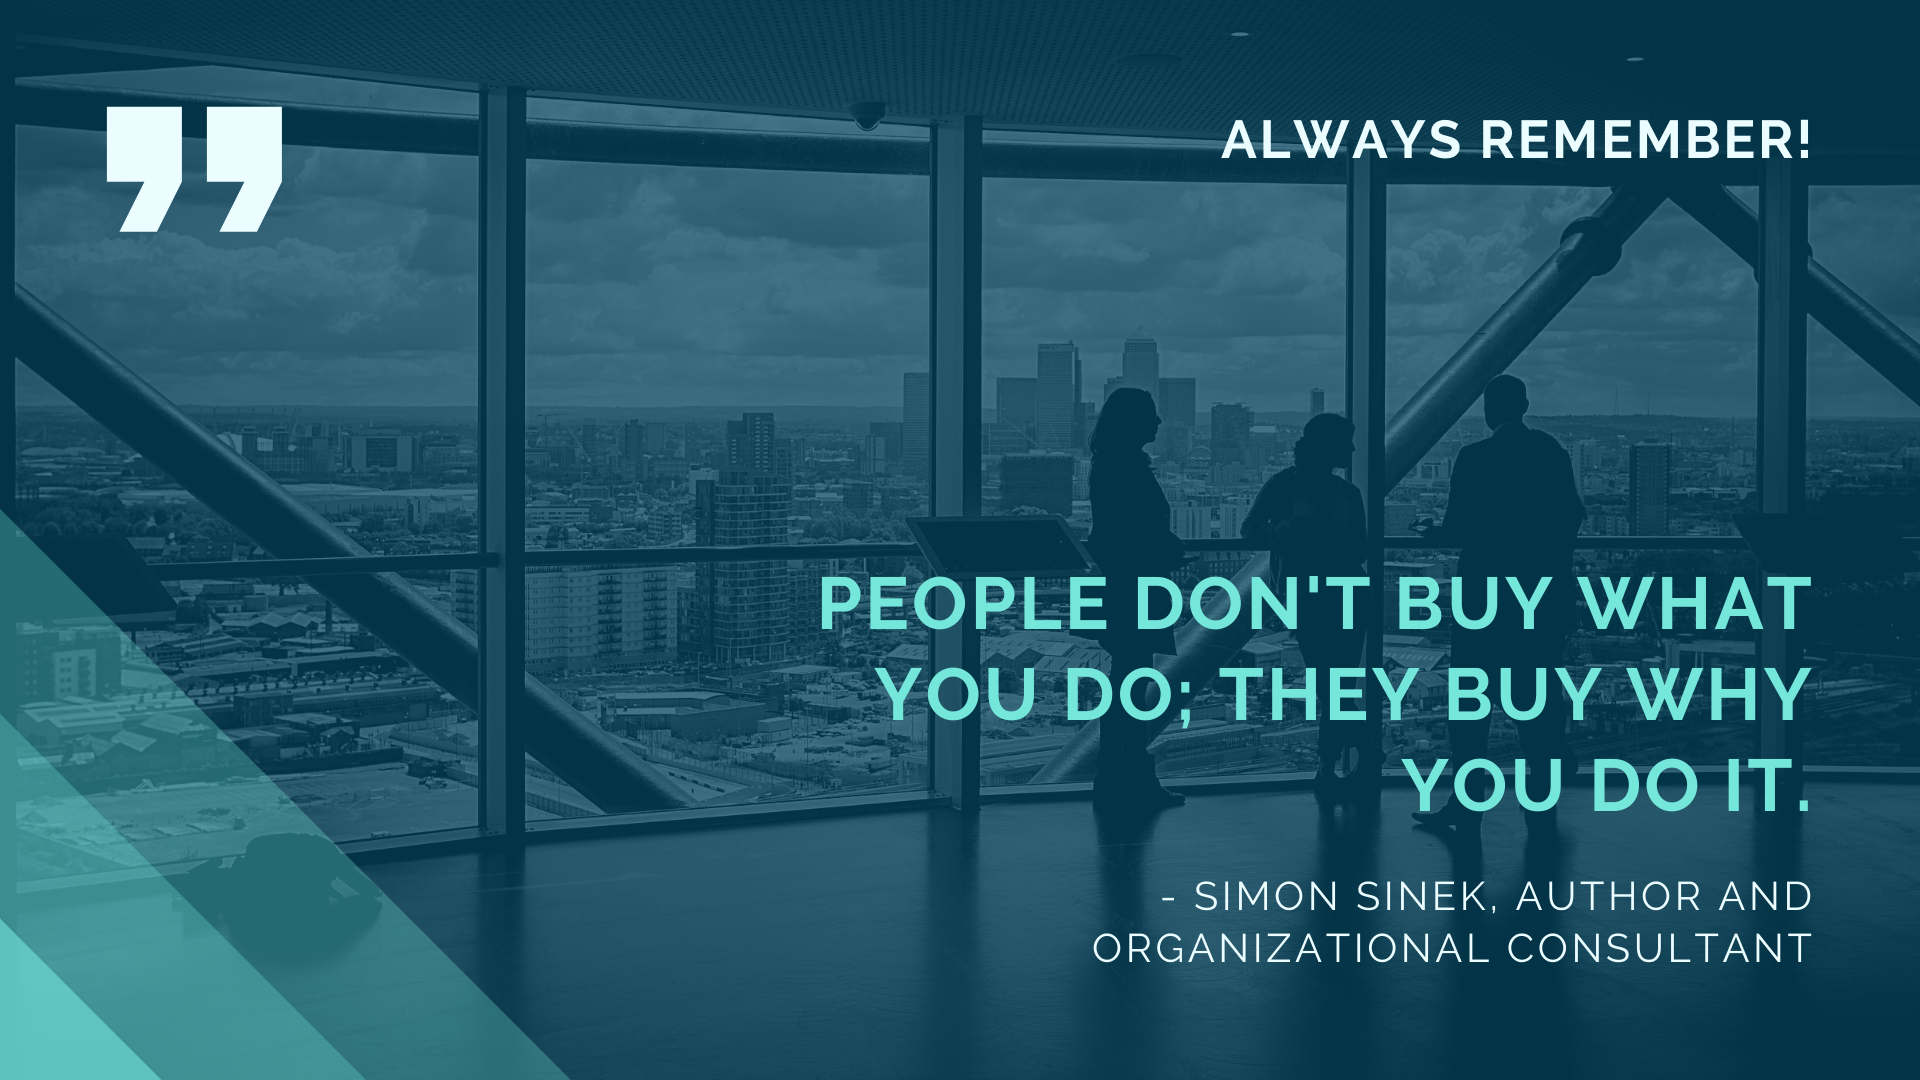 ALWAYS REMEMBER!
PEOPLE DON'T BUY WHAT
YOU DO; THEY BUY WHY
YOU DO IT.
- SIMON SINEK, AUTHOR AND
ORGANIZATIONAL CONSULTANT